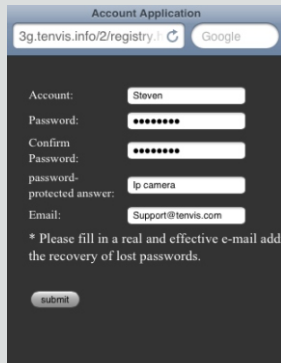 Account Application
3g.tenvis.info/2/registry.h Google
Account: Steven
Password: ••••••••
Confirm
Password: ••••••••
password-
protected answer: Ip camera
Email: Support@tenvis.com
* Please fill in a real and effective e-mail add
the recovery of lost passwords.
submit